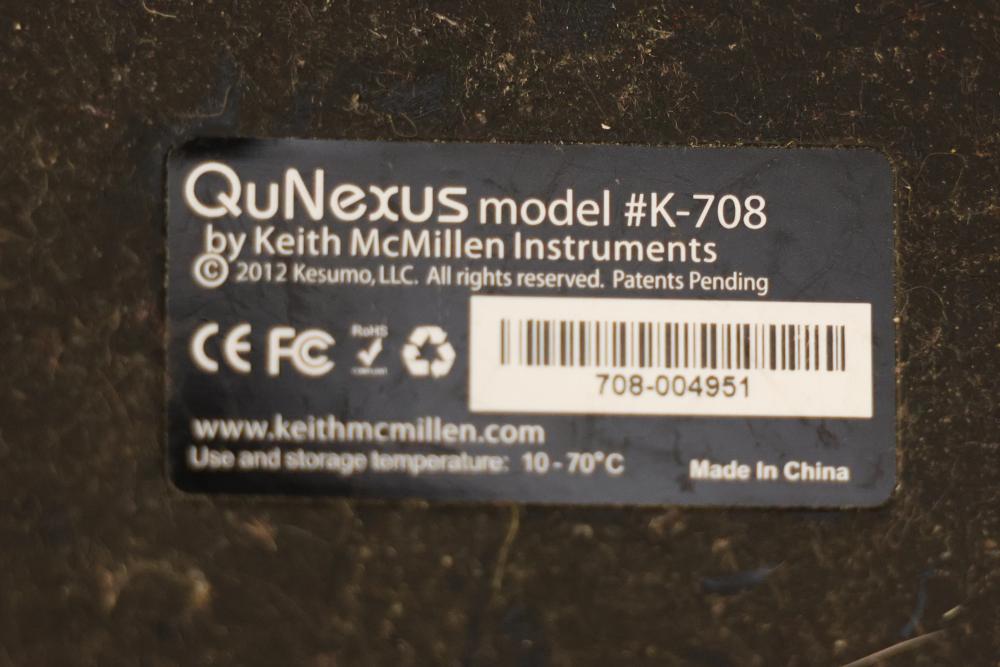 QuNexus model #K-708
by Keith McMillen Instruments
© 2012 Kesumo, LLC. All rights reserved. Patents Pending
CE FC RoHS
708-004951
www.keithmcmillen.com
Use and storage temperature: 10 - 70°C
Made In China